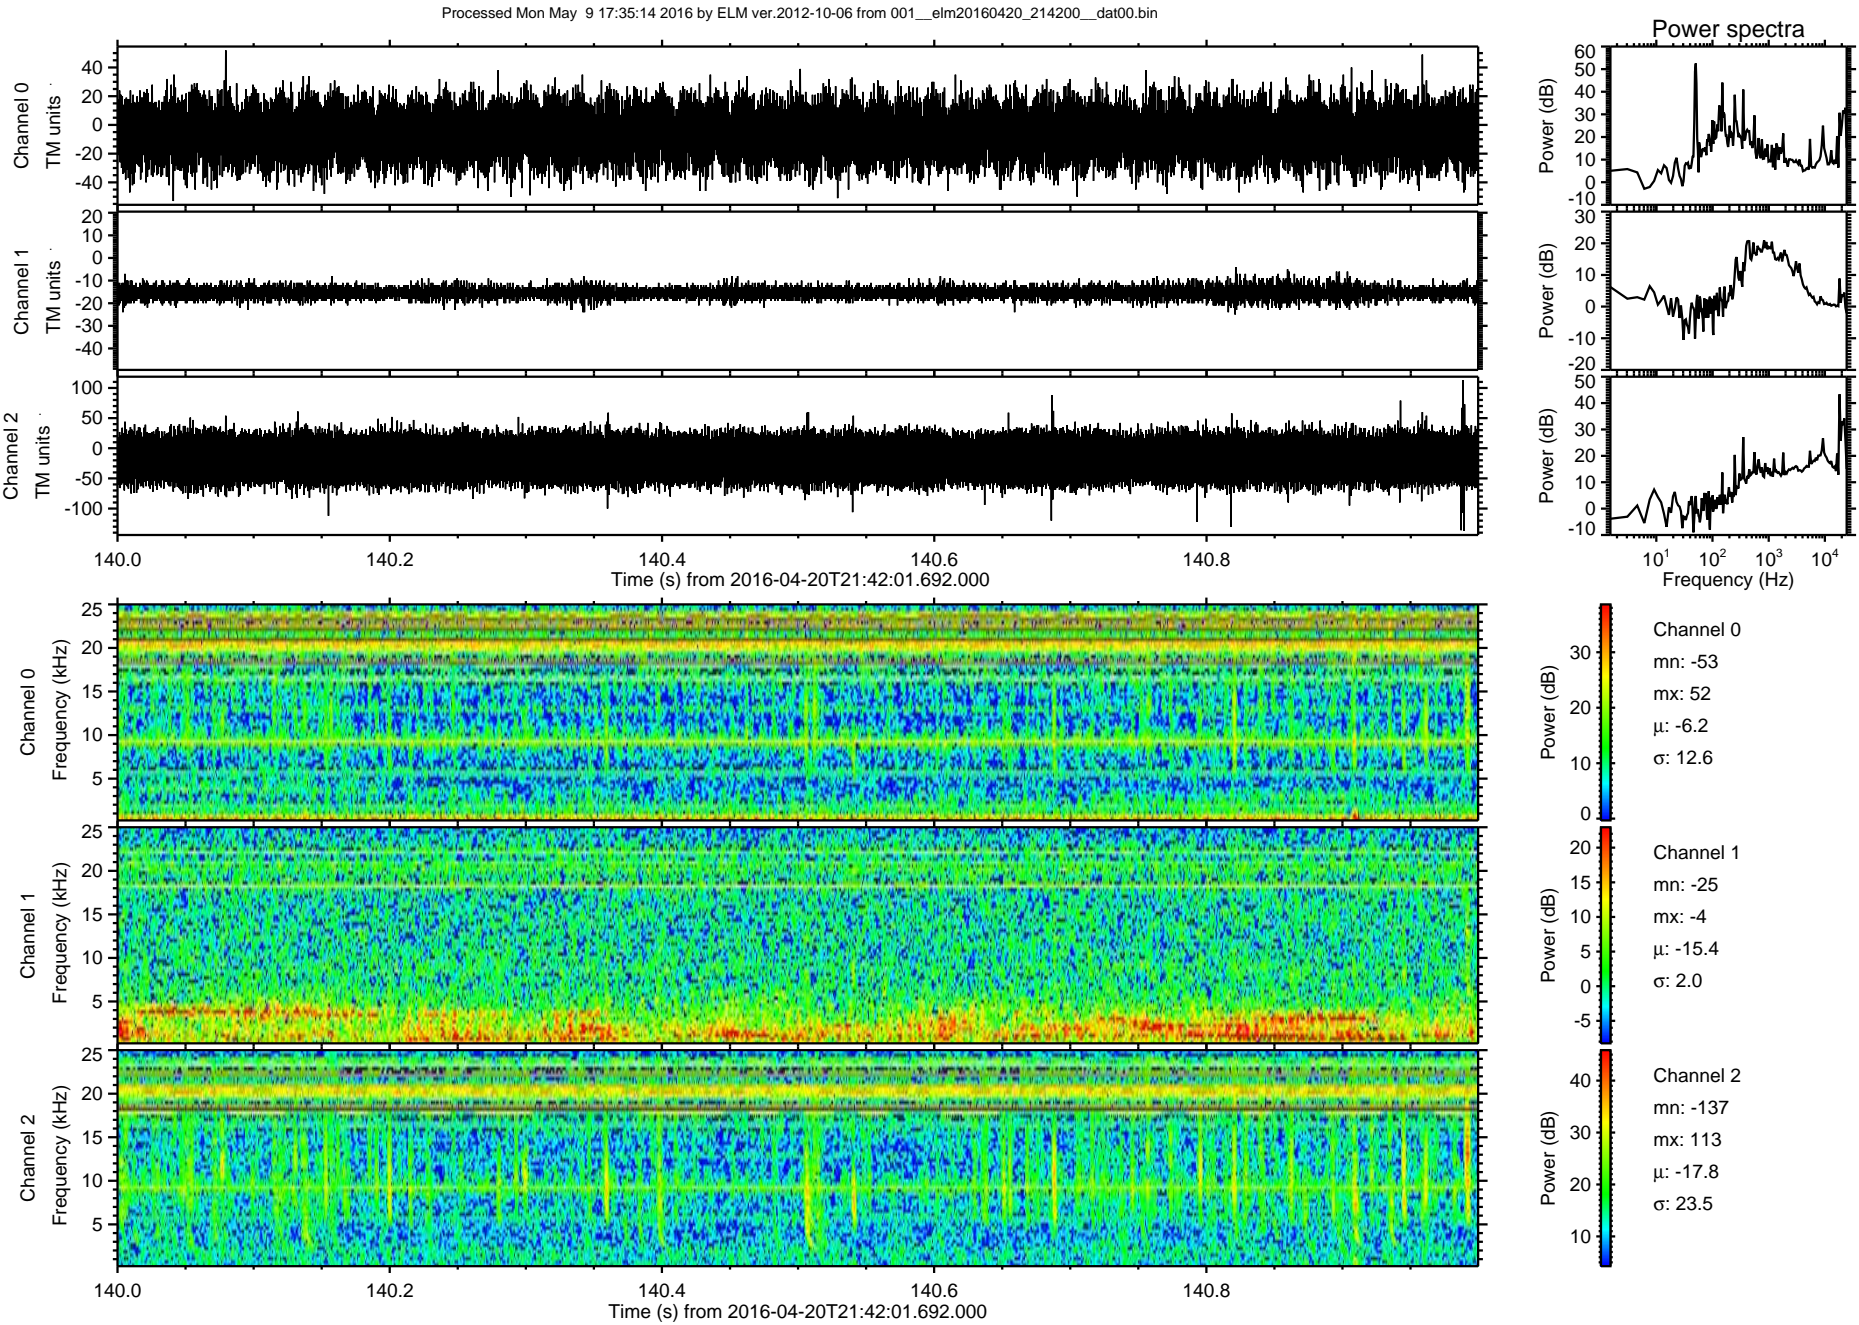 Processed Mon May  9 17:35:14 2016 by ELM ver.2012-10-06 from 001__elm20160420_214200__dat00.bin
Power spectra
Channel 0
TM units
40
20
0
-20
-40
Power (dB)
60
50
40
30
20
10
0
-10
Channel 1
TM units
20
10
0
-10
-20
-30
-40
Power (dB)
30
20
10
0
-10
-20
Channel 2
TM units
100
50
0
-50
-100
Power (dB)
50
40
30
20
10
0
-10
140.0 140.2 140.4 140.6 140.8
Time (s) from 2016-04-20T21:42:01.692.000
10¹ 10² 10³ 10⁴
Frequency (Hz)
Channel 0
Frequency (kHz)
25
20
15
10
5
Power (dB)
30
20
10
0
Channel 0
mn: -53
mx: 52
μ: -6.2
σ: 12.6
Channel 1
Frequency (kHz)
25
20
15
10
5
Power (dB)
20
15
10
5
0
-5
Channel 1
mn: -25
mx: -4
μ: -15.4
σ: 2.0
Channel 2
Frequency (kHz)
25
20
15
10
5
Power (dB)
40
30
20
10
Channel 2
mn: -137
mx: 113
μ: -17.8
σ: 23.5
140.0 140.2 140.4 140.6 140.8
Time (s) from 2016-04-20T21:42:01.692.000